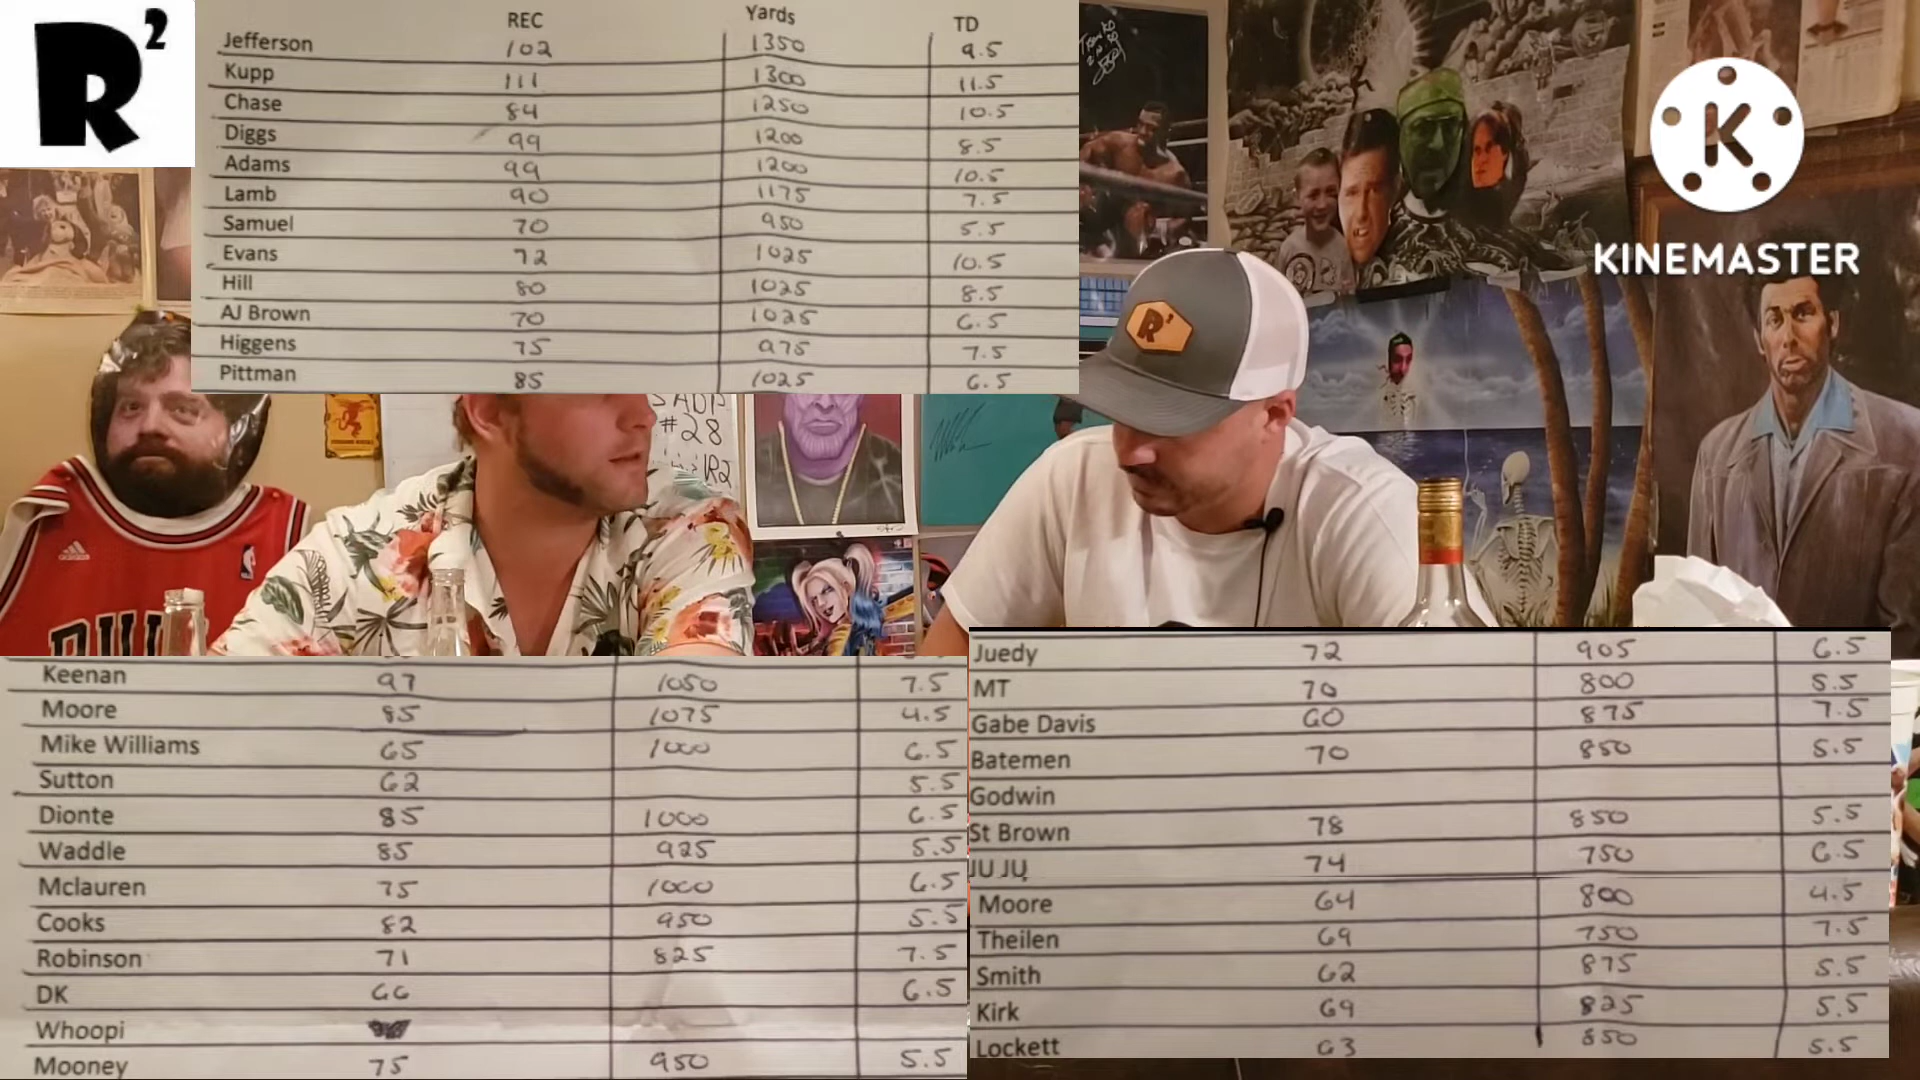 R2
REC Yards TD
Jefferson 102 1350 9.5
Kupp 111 1300 11.5
Chase 84 1250 10.5
Diggs 99 1200 8.5
Adams 99 1200 10.5
Lamb 90 1175 7.5
Samuel 70 950 5.5
Evans 72 1025 10.5
Hill 80 1025 8.5
AJ Brown 70 1025 6.5
Higgens 75 975 7.5
Pittman 85 1025 6.5
KINEMASTER
K
R2
#28
R2
adidas
BULL
Keenan 97 1050 7.5
Moore 85 1075 4.5
Mike Williams 65 1000 6.5
Sutton 62 5.5
Dionte 85 1000 6.5
Waddle 85 925 5.5
Mclauren 75 1000 6.5
Cooks 82 950 5.5
Robinson 71 825 7.5
DK 66 6.5
Whoopi
Mooney 75 950 5.5
Juedy 72 905 6.5
MT 70 800 5.5
Gabe Davis 60 875 7.5
Batemen 70 850 5.5
Godwin
St Brown 78 850 5.5
JU JU 74 750 6.5
Moore 64 800 4.5
Theilen 69 750 7.5
Smith 62 875 5.5
Kirk 69 825 5.5
Lockett 63 850 5.5